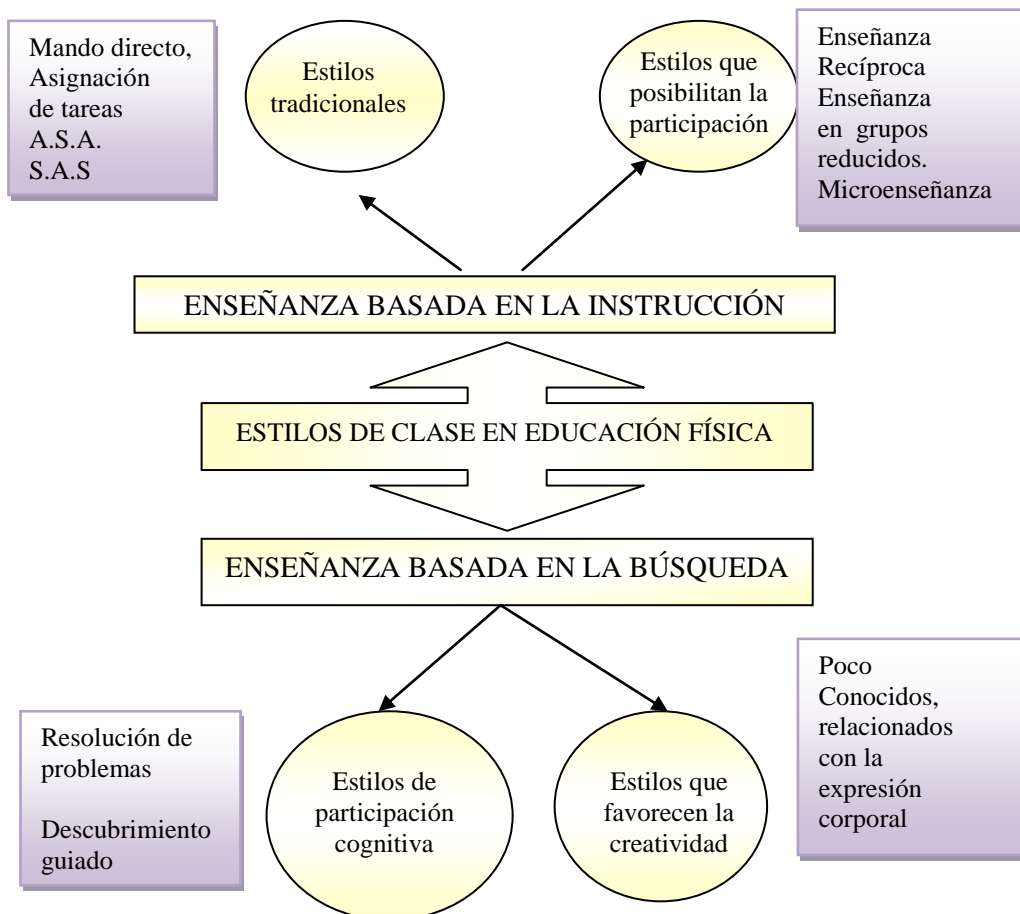 Mando directo,
Asignación
de tareas
A.S.A.
S.A.S
Estilos
tradicionales
Estilos que
posibilitan la
participación
Enseñanza
Recíproca
Enseñanza
en grupos
reducidos.
Microenseñanza
ENSEÑANZA BASADA EN LA INSTRUCCIÓN
ESTILOS DE CLASE EN EDUCACIÓN FÍSICA
ENSEÑANZA BASADA EN LA BÚSQUEDA
Resolución de
problemas
Descubrimiento
guiado
Estilos de
participación
cognitiva
Estilos que
favorecen la
creatividad
Poco
Conocidos,
relacionados
con la
expresión
corporal